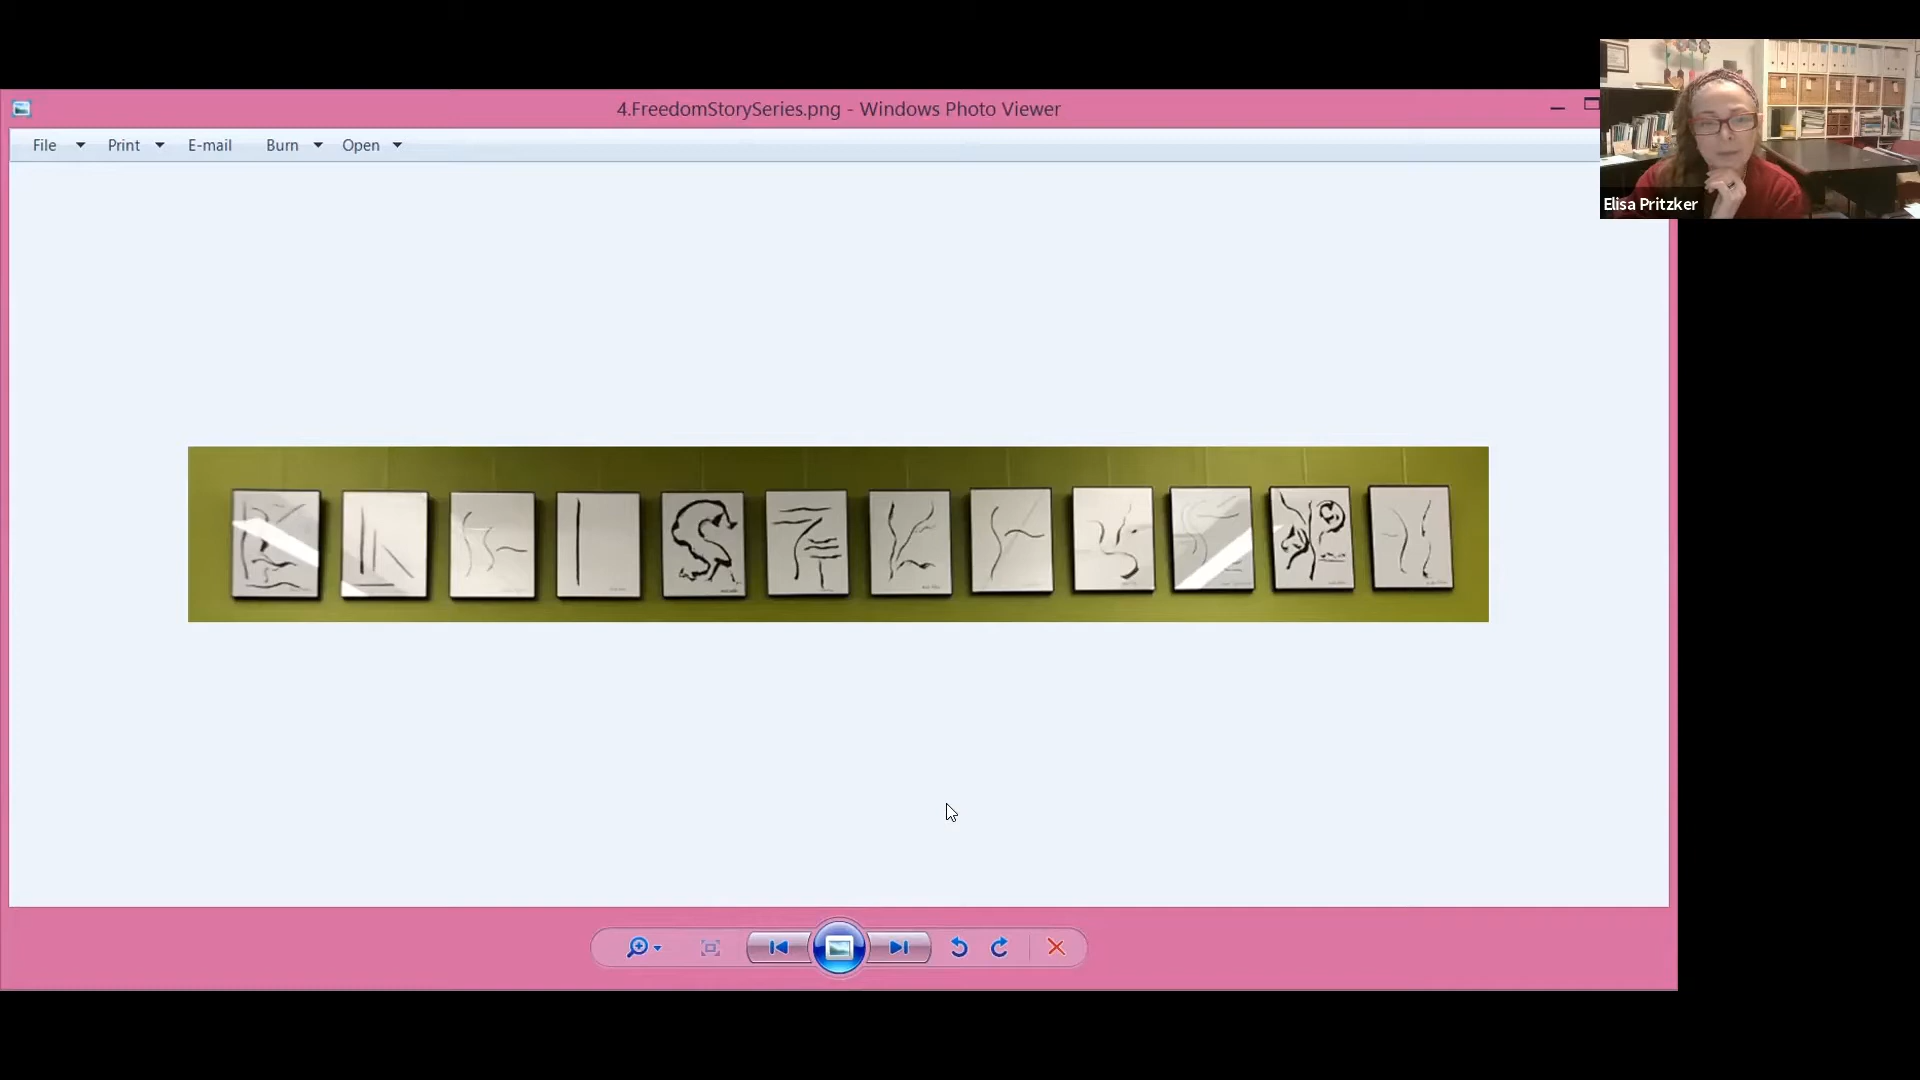 4.FreedomStorySeries.png - Windows Photo Viewer
File Print E-mail Burn Open
Elisa Pritzker